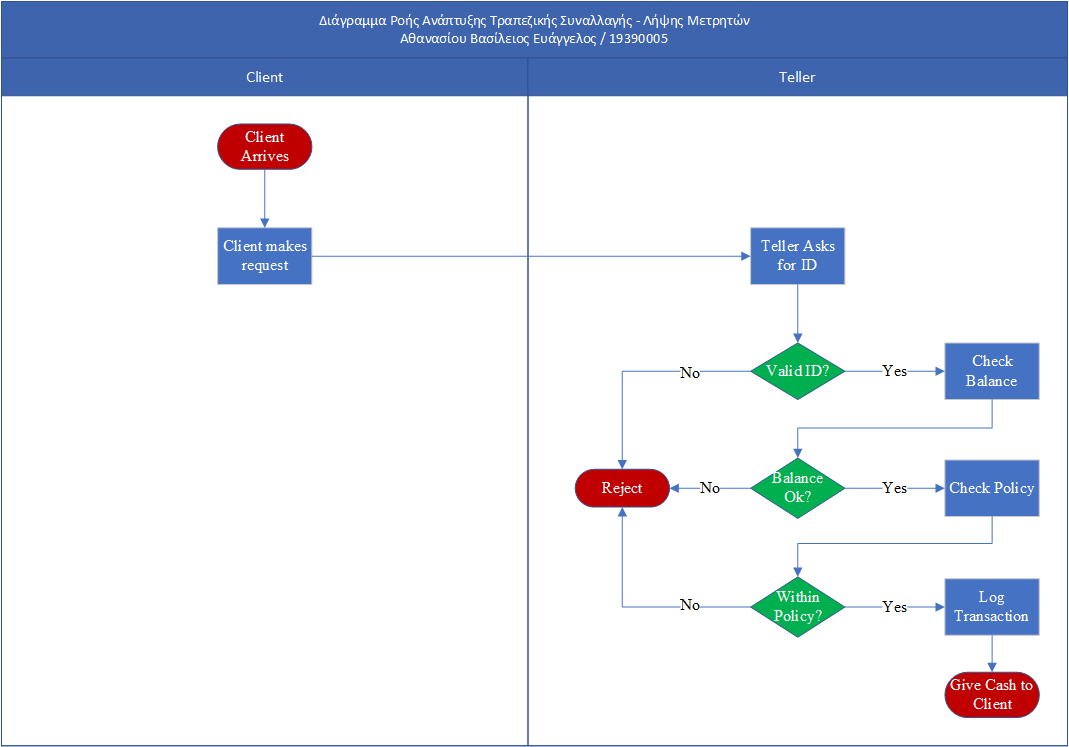 Διάγραμμα Ροής Ανάπτυξης Τραπεζικής Συναλλαγής - Λήψης Μετρητών
Αθανασίου Βασίλειος Ευάγγελος / 19390005
Client
Teller
Client
Arrives
Client makes
request
Teller Asks
for ID
No
Valid ID?
Yes
Check
Balance
Reject
No
Balance
Ok?
Yes
Check Policy
No
Within
Policy?
Yes
Log
Transaction
Give Cash to
Client